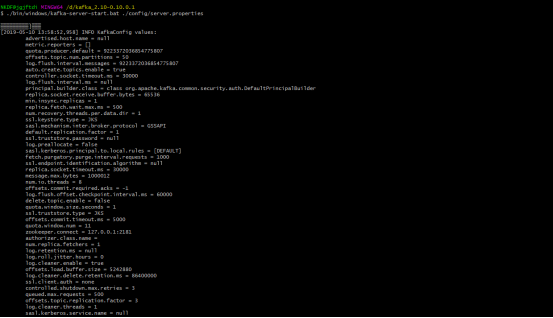 MINGW64 /d/kafka_2.10-0.10.0.1
$ ./bin/windows/kafka-server-start.bat ./config/server.properties
[2019-05-10 13:58:52,958] INFO KafkaConfig values:
advertised.host.name = null
metric.reporters = []
quota.producer.default = 9223372036854775807
offsets.topic.num.partitions = 50
log.flush.interval.messages = 9223372036854775807
auto.create.topics.enable = true
controller.socket.timeout.ms = 30000
log.flush.interval.ms = null
principal.builder.class = class org.apache.kafka.common.security.auth.DefaultPrincipalBuilder
replica.socket.receive.buffer.bytes = 65536
min.insync.replicas = 1
replica.fetch.wait.max.ms = 500
num.recovery.threads.per.data.dir = 1
ssl.keystore.type = JKS
sasl.mechanism.inter.broker.protocol = GSSAPI
default.replication.factor = 1
ssl.truststore.password = null
log.preallocate = false
sasl.kerberos.principal.to.local.rules = [DEFAULT]
fetch.purgatory.purge.interval.requests = 1000
ssl.endpoint.identification.algorithm = null
replica.socket.timeout.ms = 30000
message.max.bytes = 1000012
num.io.threads = 8
offsets.commit.required.acks = -1
log.flush.offset.checkpoint.interval.ms = 60000
delete.topic.enable = false
quota.window.size.seconds = 1
ssl.truststore.type = JKS
offsets.commit.timeout.ms = 5000
quota.window.num = 11
zookeeper.connect = 127.0.0.1:2181
authorizer.class.name =
num.replica.fetchers = 1
log.retention.ms = null
log.roll.jitter.hours = 0
log.cleaner.enable = true
offsets.load.buffer.size = 5242880
log.cleaner.delete.retention.ms = 86400000
ssl.client.auth = none
controlled.shutdown.max.retries = 3
queued.max.requests = 500
offsets.topic.replication.factor = 3
log.cleaner.threads = 1
sasl.kerberos.service.name = null